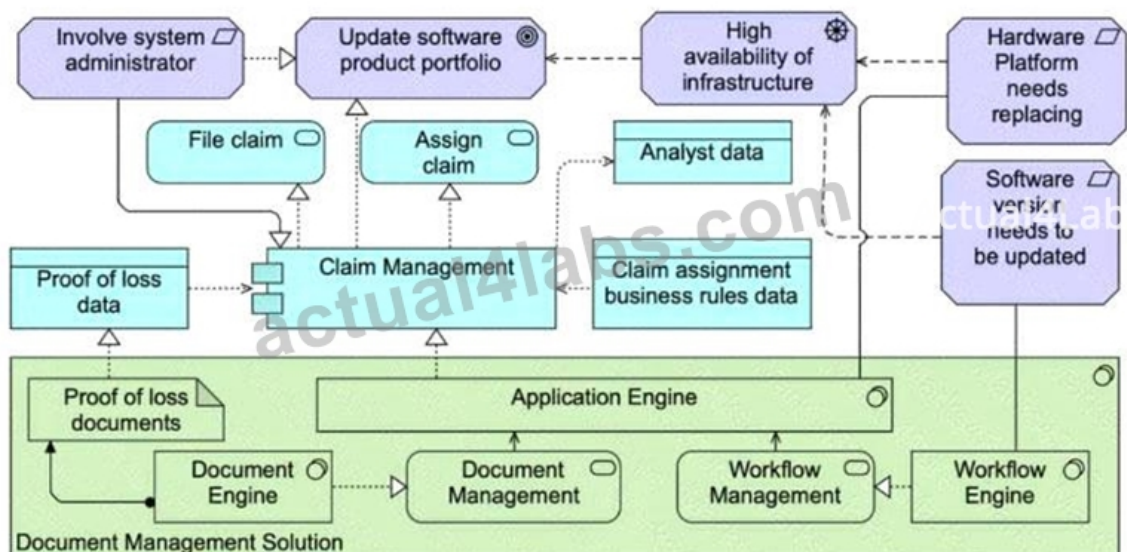 Involve system
administrator
Update software
product portfolio
High
availability of
infrastructure
Hardware
Platform
needs
replacing
File claim
Assign
claim
Analyst data
Software
version
needs to
be updated
actual4labs.com
ctual4Lab
Proof of loss
data
Claim Management
Claim assignment
business rules data
Proof of loss
documents
Application Engine
Document
Engine
Document
Management
Workflow
Management
Workflow
Engine
Document Management Solution